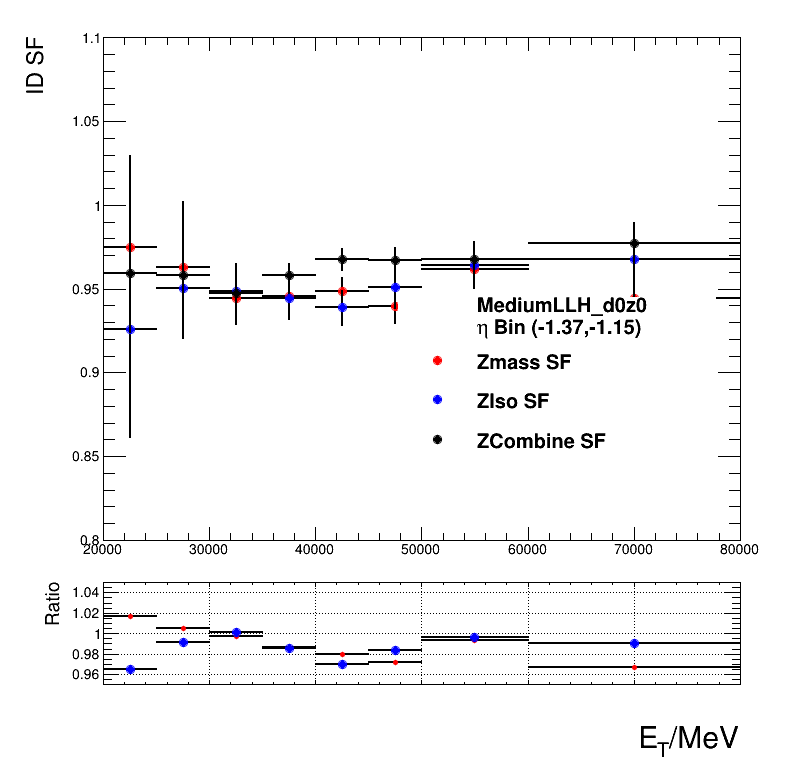 ID SF
1.1
1.05
1
0.95
0.9
0.85
0.8
MediumLLH_d0z0
η Bin (-1.37,-1.15)
Zmass SF
ZIso SF
ZCombine SF
20000 30000 40000 50000 60000 70000 80000
Ratio
1.04
1.02
1
0.98
0.96
E_T/MeV